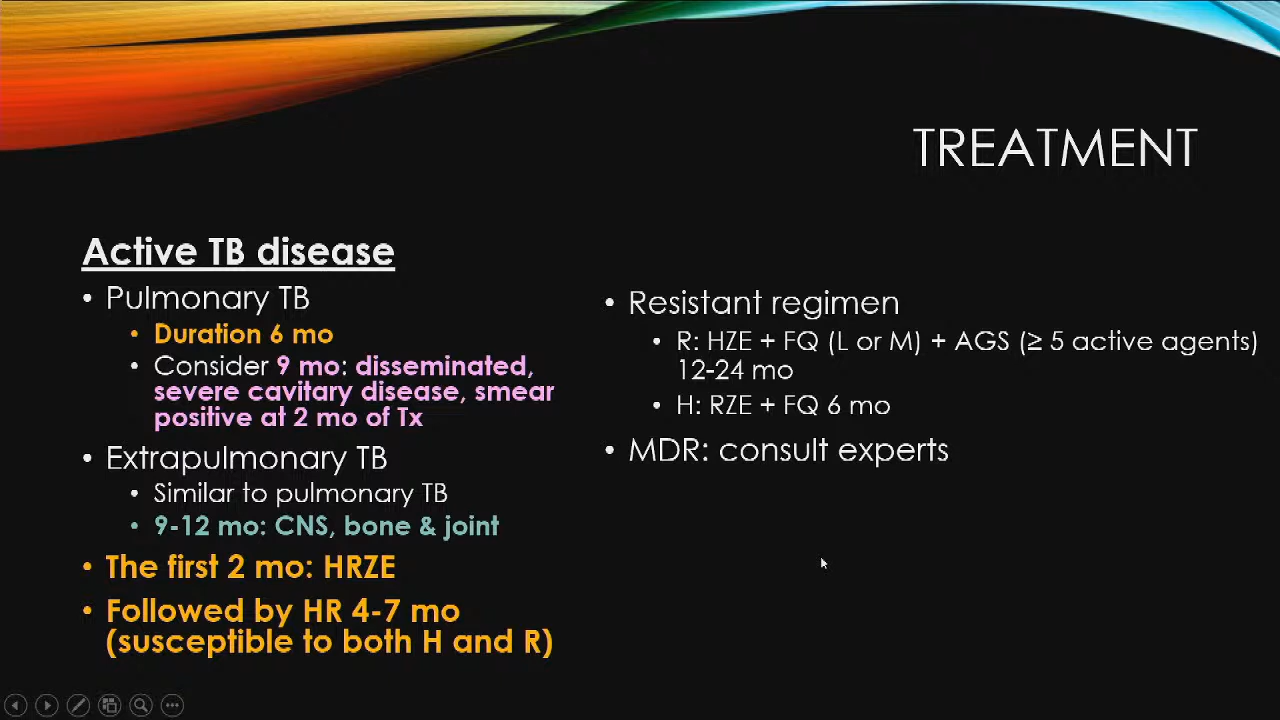 TREATMENT
Active TB disease
• Pulmonary TB
• Duration 6 mo
• Consider 9 mo: disseminated,
severe cavitary disease, smear
positive at 2 mo of Tx
• Extrapulmonary TB
• Similar to pulmonary TB
• 9-12 mo: CNS, bone & joint
• The first 2 mo: HRZE
• Followed by HR 4-7 mo
(susceptible to both H and R)
• Resistant regimen
• R: HZE + FQ (L or M) + AGS (≥ 5 active agents)
12-24 mo
• H: RZE + FQ 6 mo
• MDR: consult experts